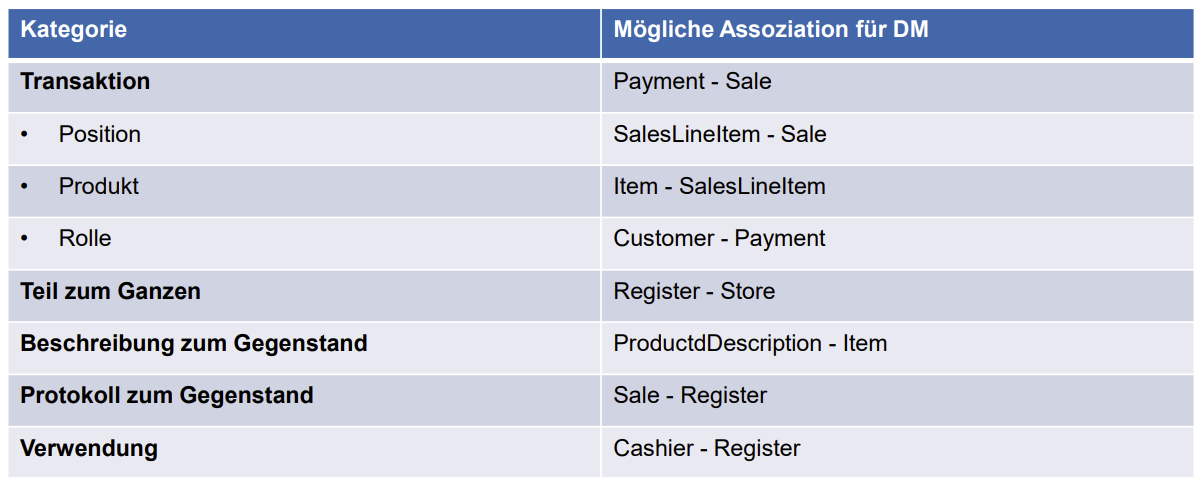 Kategorie Mögliche Assoziation für DM
Transaktion Payment - Sale
• Position SalesLineItem - Sale
• Produkt Item - SalesLineItem
• Rolle Customer - Payment
Teil zum Ganzen Register - Store
Beschreibung zum Gegenstand ProductdDescription - Item
Protokoll zum Gegenstand Sale - Register
Verwendung Cashier - Register